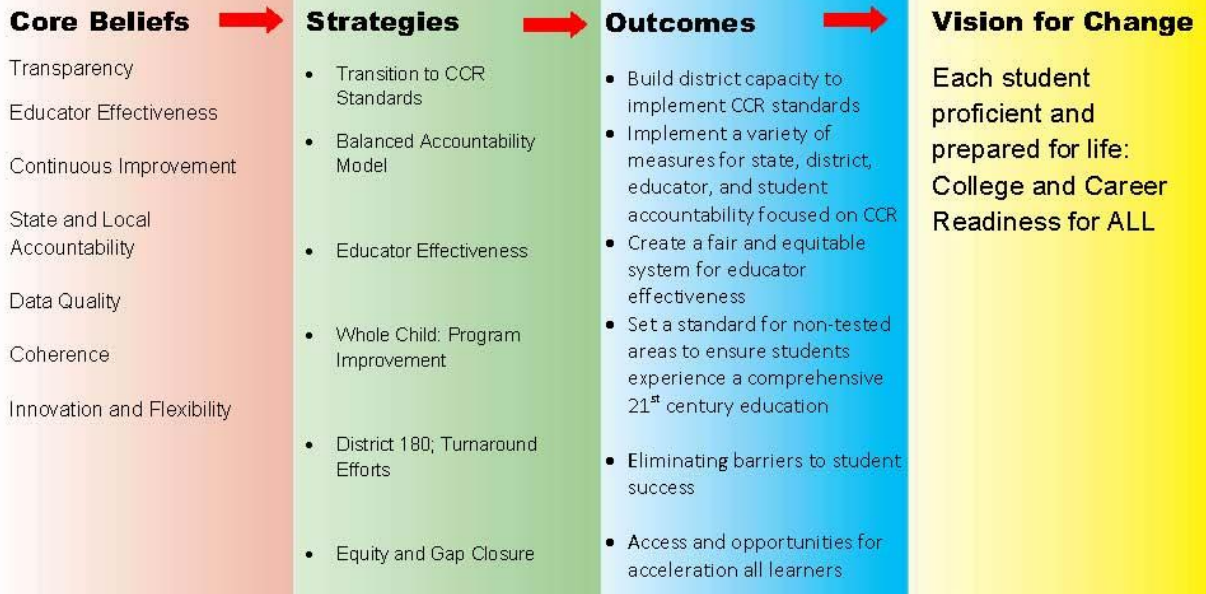 Core Beliefs
Transparency
Educator Effectiveness
Continuous Improvement
State and Local
Accountability
Data Quality
Coherence
Innovation and Flexibility
Strategies
• Transition to CCR
Standards
• Balanced Accountability
Model
• Educator Effectiveness
• Whole Child: Program
Improvement
• District 180; Turnaround
Efforts
• Equity and Gap Closure
Outcomes
• Build district capacity to
implement CCR standards
• Implement a variety of
measures for state, district,
educator, and student
accountability focused on CCR
• Create a fair and equitable
system for educator
effectiveness
• Set a standard for non-tested
areas to ensure students
experience a comprehensive
21st century education
• Eliminating barriers to student
success
• Access and opportunities for
acceleration all learners
Vision for Change
Each student
proficient and
prepared for life:
College and Career
Readiness for ALL